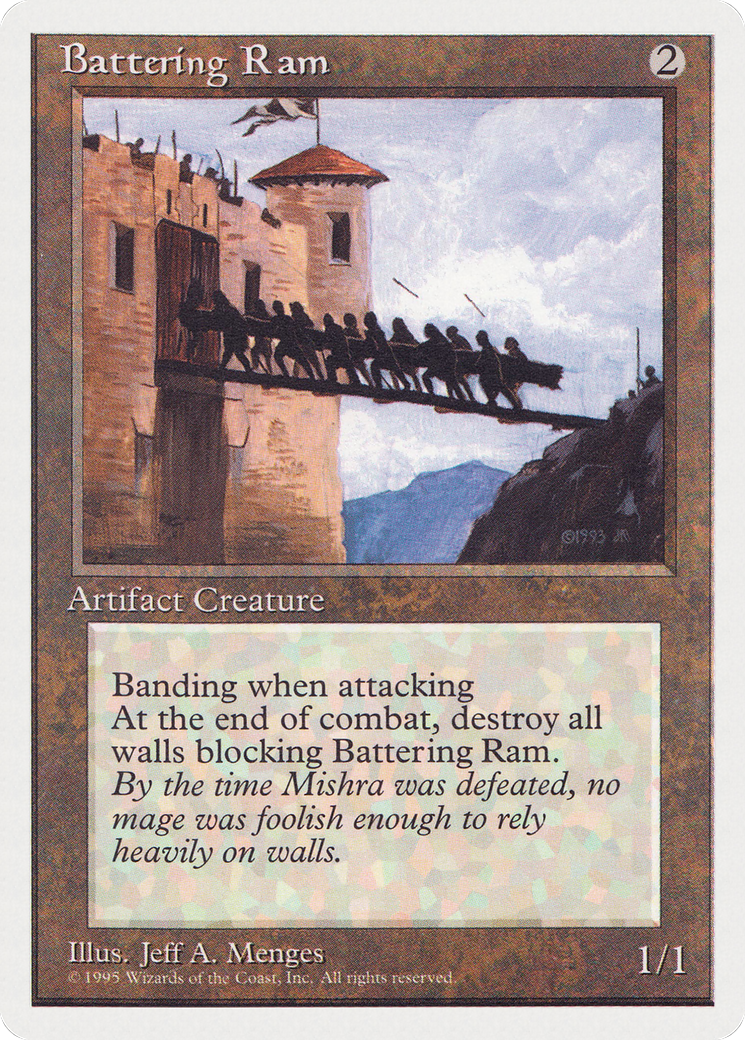 Battering Ram
2
©1993 JM
Artifact Creature
Banding when attacking
At the end of combat, destroy all
walls blocking Battering Ram.
By the time Mishra was defeated, no
mage was foolish enough to rely
heavily on walls.
Illus. Jeff A. Menges
1/1
© 1995 Wizards of the Coast, Inc. All rights reserved.